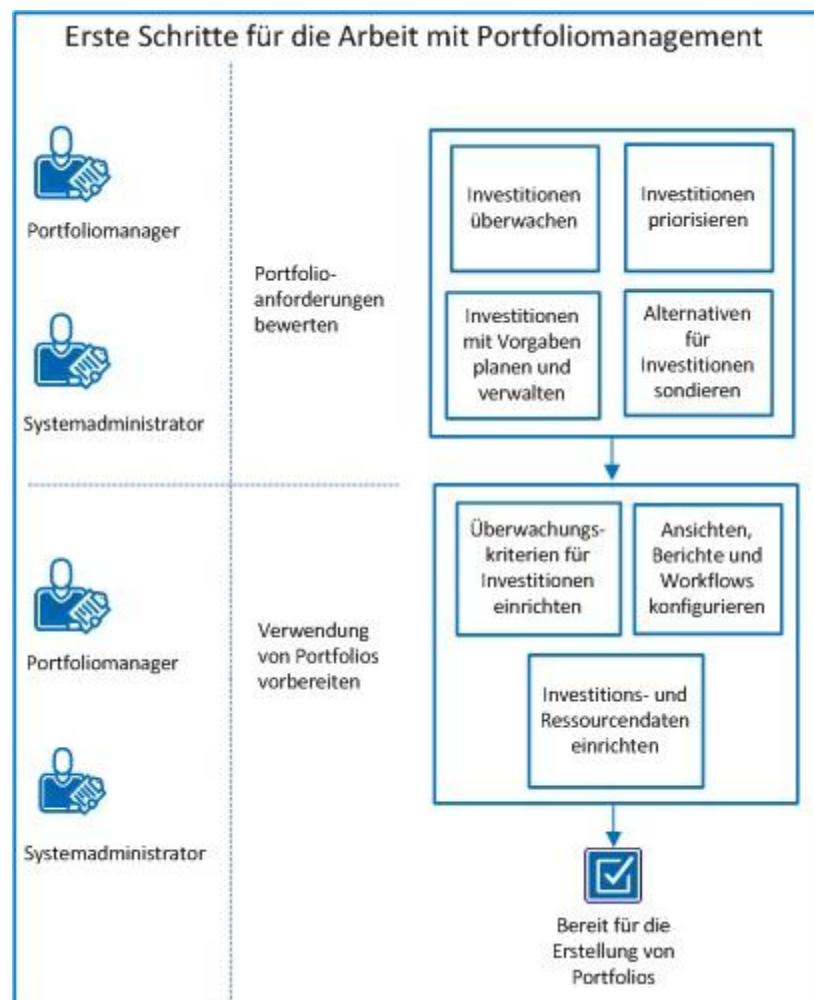 Erste Schritte für die Arbeit mit Portfoliomanagement
Portfoliomanager
Systemadministrator
Portfolio-
anforderungen
bewerten
Investitionen
überwachen
Investitionen
priorisieren
Investitionen
mit Vorgaben
planen und
verwalten
Alternativen
für
Investitionen
sondieren
Portfoliomanager
Systemadministrator
Verwendung
von Portfolios
vorbereiten
Überwachungs-
kriterien für
Investitionen
einrichten
Ansichten,
Berichte und
Workflows
konfigurieren
Investitions- und
Ressourcendaten
einrichten
Bereit für die
Erstellung von
Portfolios